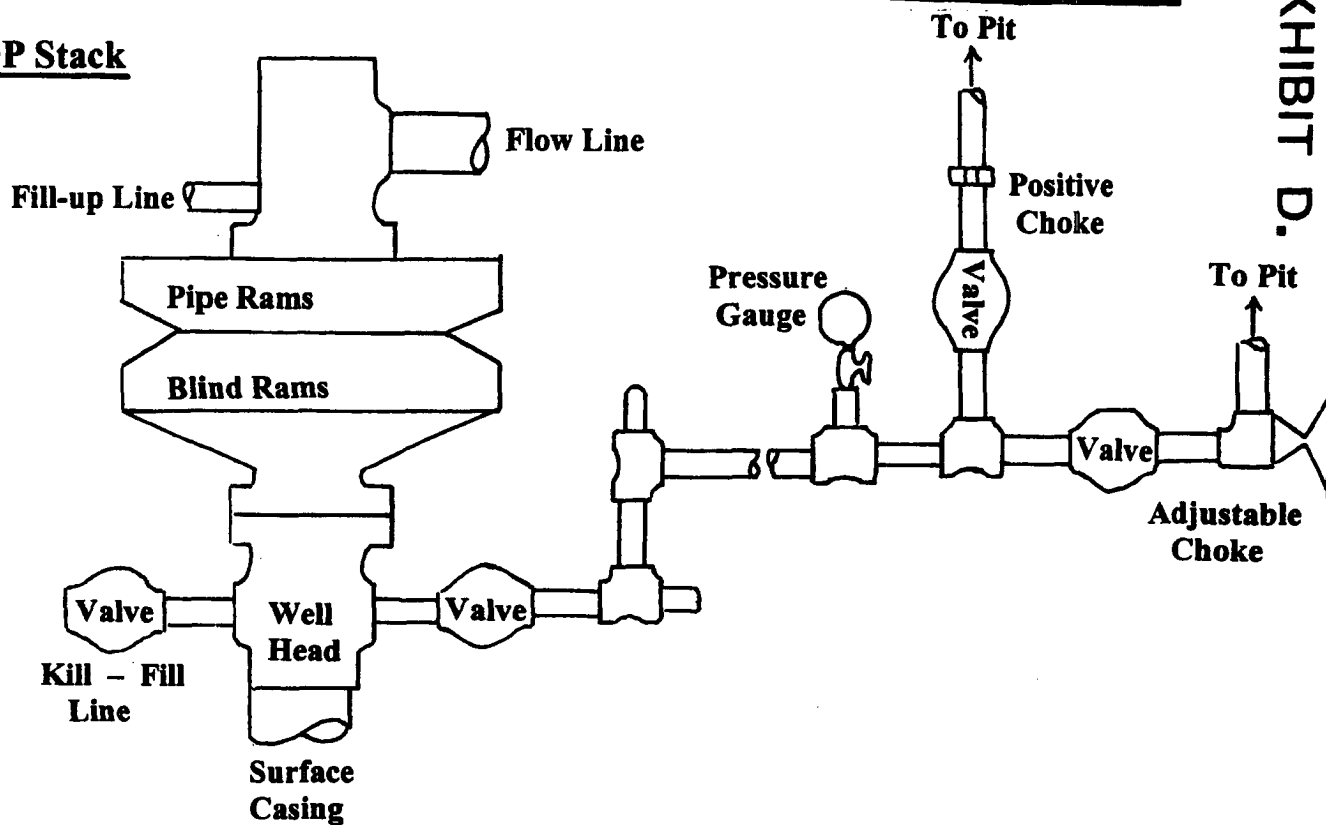 P Stack
To Pit
Flow Line
Fill-up Line
Positive
Choke
Valve
Pipe Rams
Pressure
Gauge
To Pit
Blind Rams
Valve
Adjustable
Choke
Valve
Well
Head
Valve
Kill – Fill
Line
Surface
Casing
XHIBIT D.